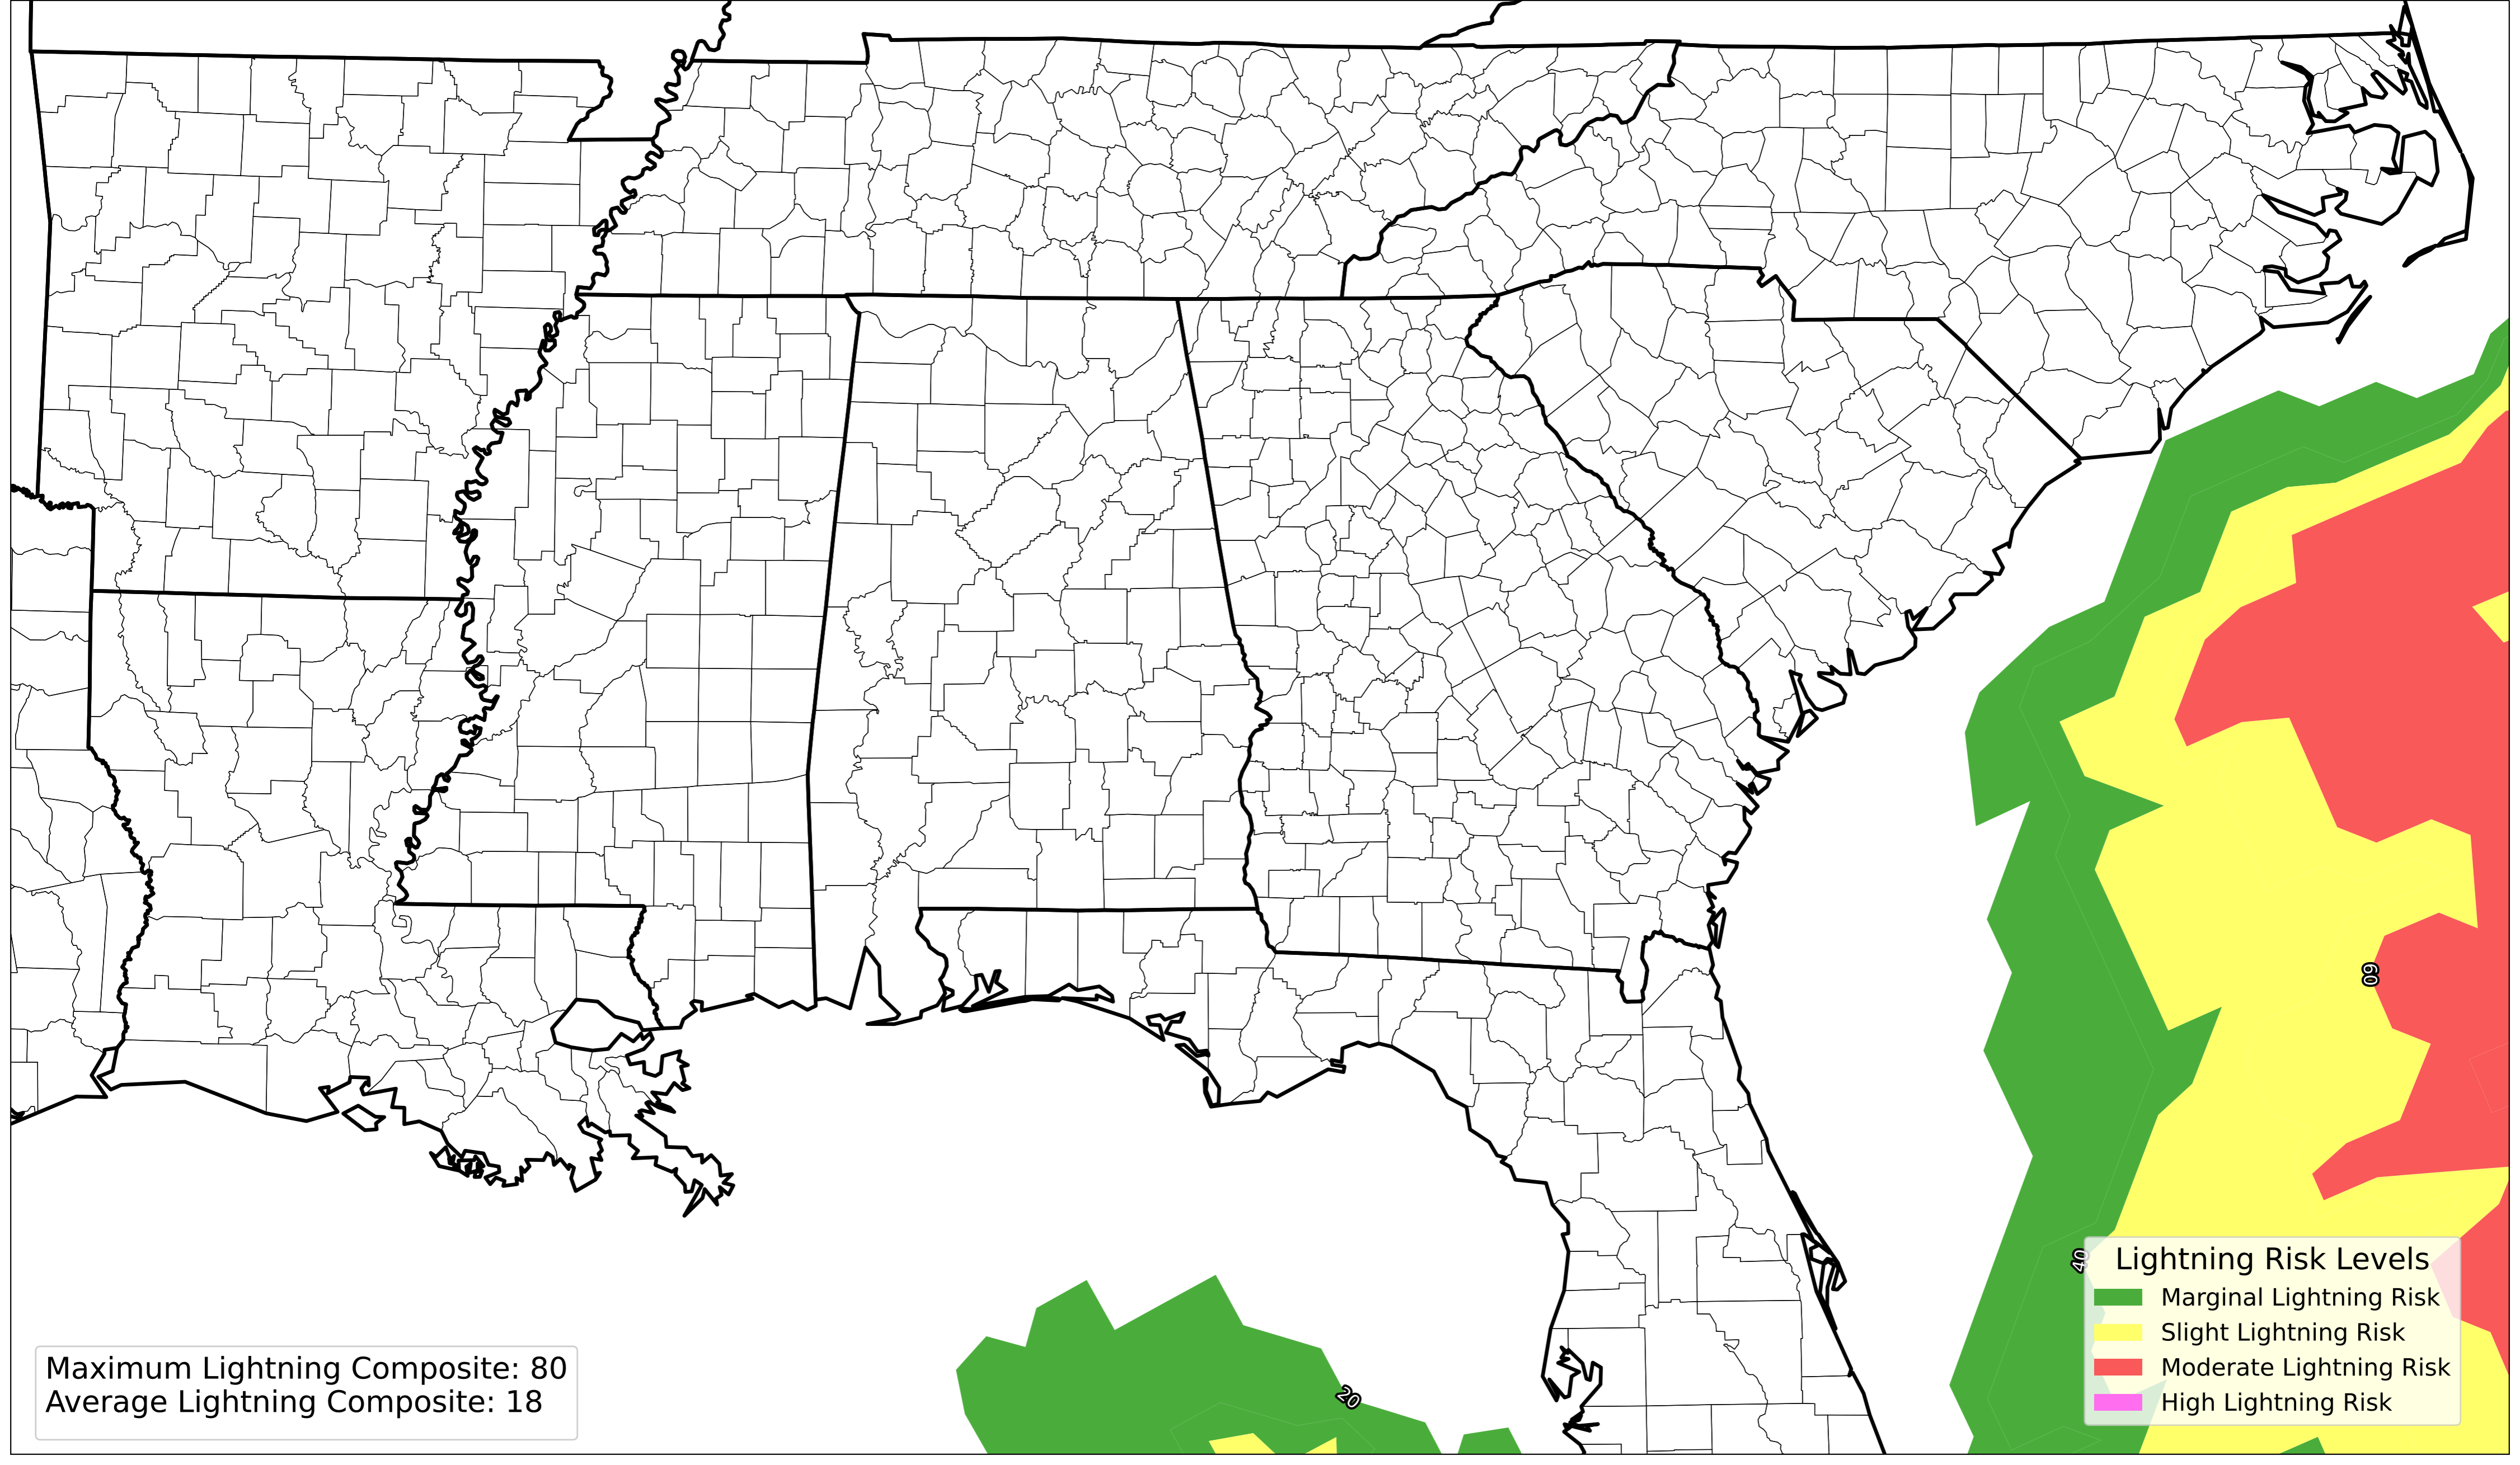 60
40
Lightning Risk Levels
Marginal Lightning Risk
Slight Lightning Risk
Moderate Lightning Risk
High Lightning Risk
Maximum Lightning Composite: 80
Average Lightning Composite: 18
20